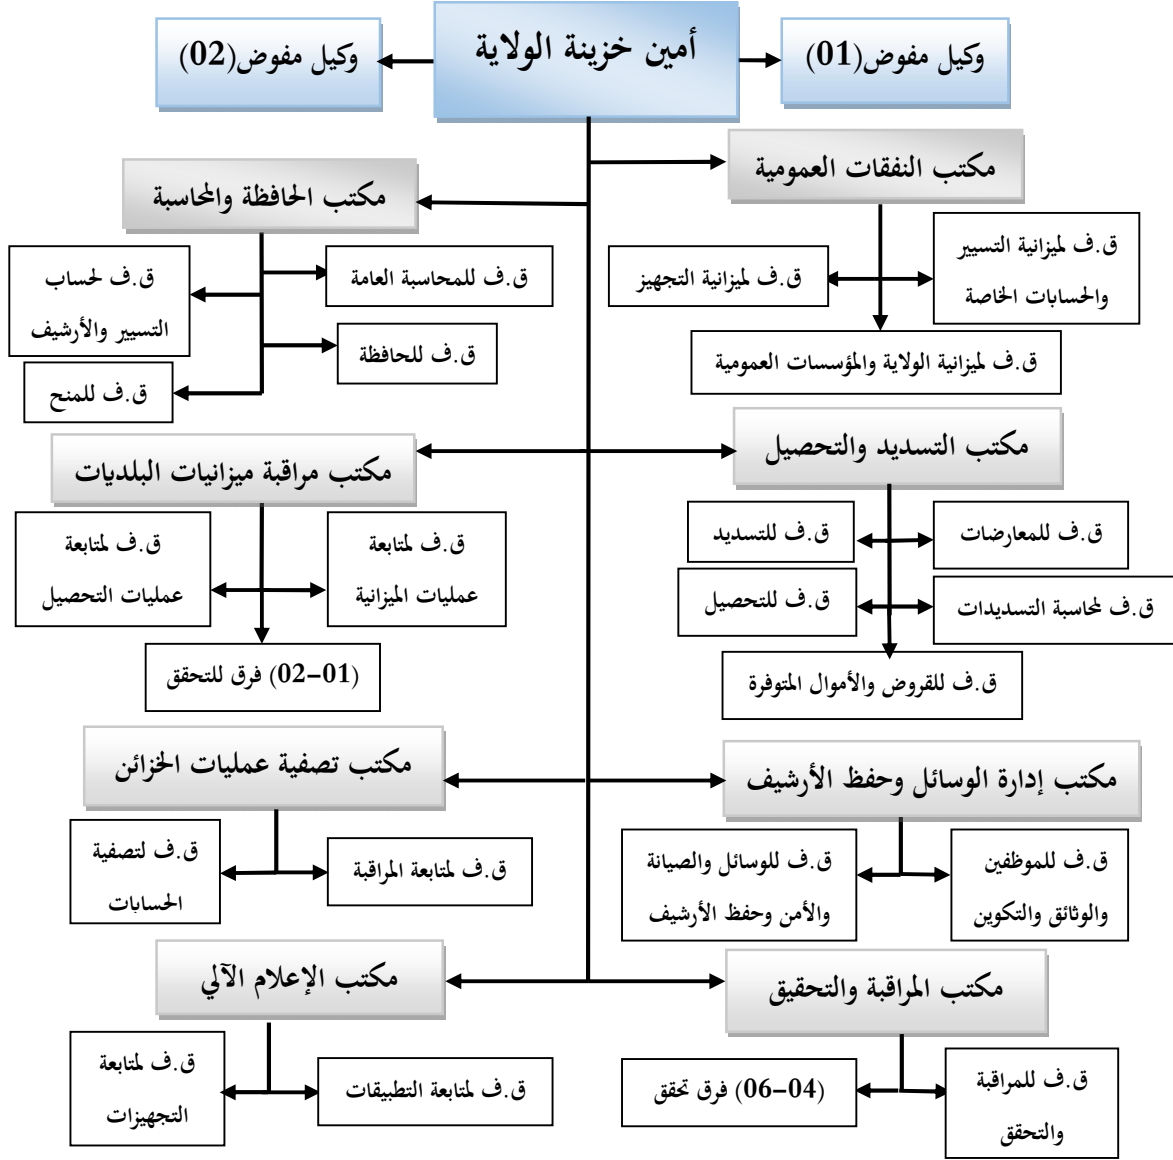 أمين خزينة الولاية
وكيل مفوض(01)
وكيل مفوض(02)
مكتب النفقات العمومية
ق.ف لميزانية التسيير
والحسابات الخاصة
ق.ف لميزانية التجهيز
ق.ف لميزانية الولاية والمؤسسات العمومية
مكتب الحافظة والمحاسبة
ق.ف للمحاسبة العامة
ق.ف لحساب
التسيير والأرشيف
ق.ف للحافظة
ق.ف للمنح
مكتب التسديد والتحصيل
ق.ف للمعارضات
ق.ف للتسديد
ق.ف لمحاسبة التسديدات
ق.ف للتحصيل
ق.ف للقروض والأموال المتوفرة
مكتب مراقبة ميزانيات البلديات
ق.ف لمتابعة
عمليات الميزانية
ق.ف لمتابعة
عمليات التحصيل
(01-02) فرق للتحقق
مكتب إدارة الوسائل وحفظ الأرشيف
ق.ف للموظفين
والوثائق والتكوين
ق.ف للوسائل والصيانة
والأمن وحفظ الأرشيف
مكتب تصفية عمليات الخزائن
ق.ف لمتابعة المراقبة
ق.ف لتصفية
الحسابات
مكتب المراقبة والتحقيق
ق.ف للمراقبة
والتحقق
(04-06) فرق تحقق
مكتب الإعلام الآلي
ق.ف لمتابعة التطبيقات
ق.ف لمتابعة
التجهيزات